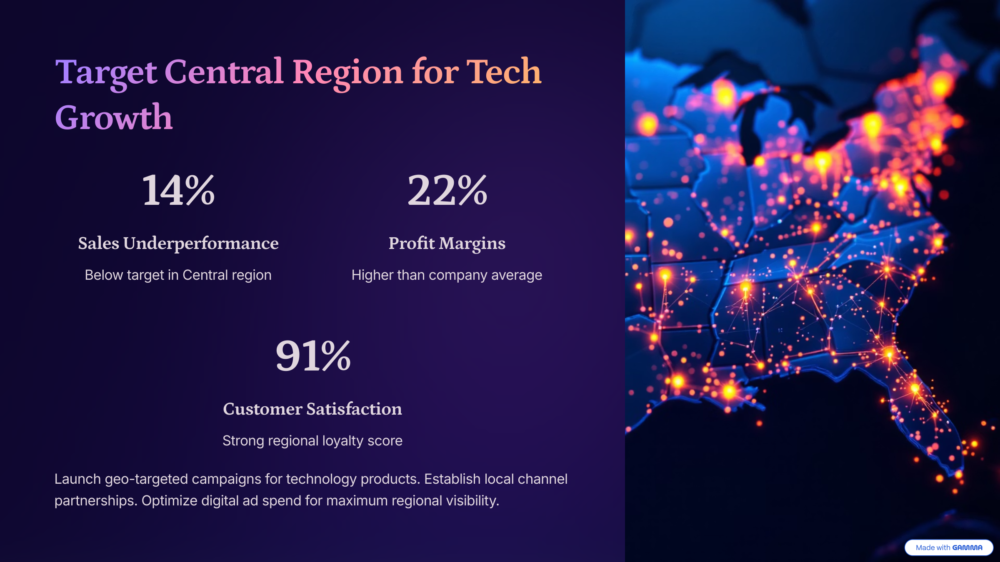 Target Central Region for Tech
Growth
14%
Sales Underperformance
Below target in Central region
22%
Profit Margins
Higher than company average
91%
Customer Satisfaction
Strong regional loyalty score
Launch geo-targeted campaigns for technology products. Establish local channel
partnerships. Optimize digital ad spend for maximum regional visibility.
Made with GAMMA